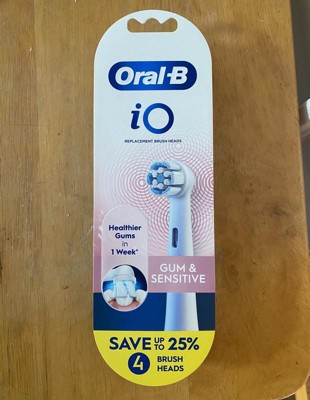 Oral-B
iO
REPLACEMENT BRUSH HEADS
Healthier
Gums
in
1 Week*
GUM &
SENSITIVE
SAVE UP TO 25%
4 BRUSH
HEADS